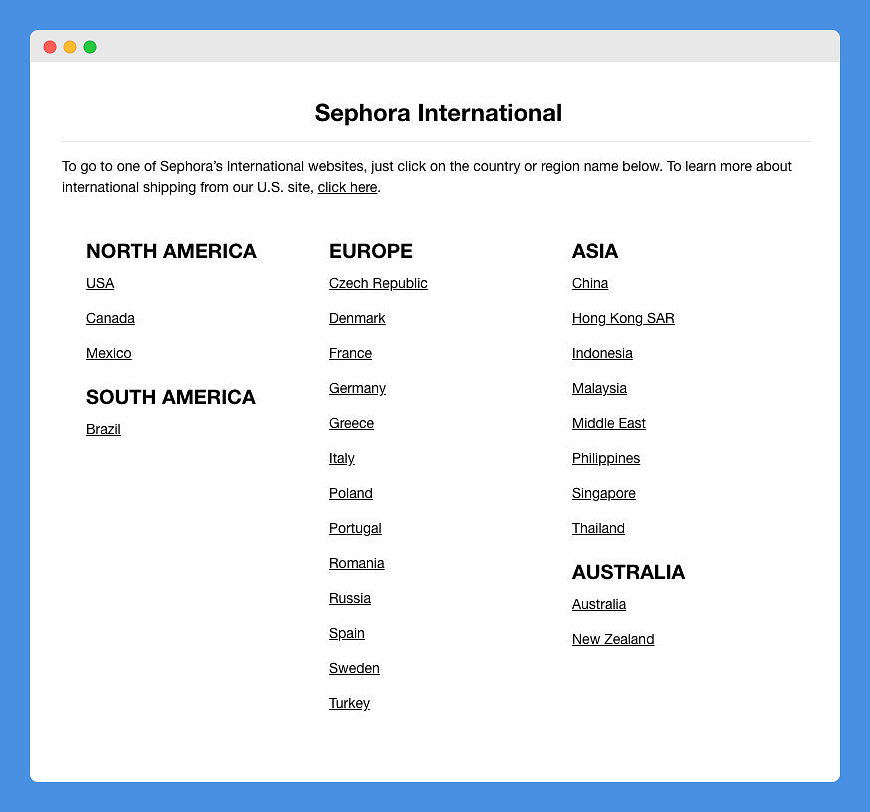 Sephora International
To go to one of Sephora’s International websites, just click on the country or region name below. To learn more about
international shipping from our U.S. site, click here.
NORTH AMERICA
USA
Canada
Mexico
SOUTH AMERICA
Brazil
EUROPE
Czech Republic
Denmark
France
Germany
Greece
Italy
Poland
Portugal
Romania
Russia
Spain
Sweden
Turkey
ASIA
China
Hong Kong SAR
Indonesia
Malaysia
Middle East
Philippines
Singapore
Thailand
AUSTRALIA
Australia
New Zealand